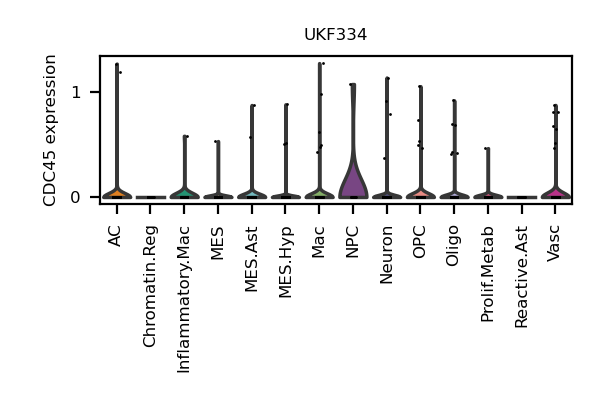 UKF334
CDC45 expression
1
0
AC
Chromatin.Reg
Inflammatory.Mac
MES
MES.Ast
MES.Hyp
Mac
NPC
Neuron
OPC
Oligo
Prolif.Metab
Reactive.Ast
Vasc